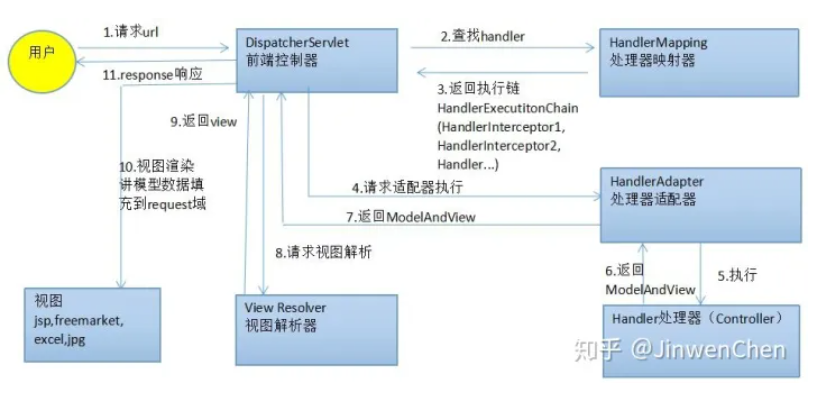 1.请求url
用户
DispatcherServlet
前端控制器
2.查找handler
HandlerMapping
处理器映射器
11.response响应
3.返回执行链
HandlerExecutitonChain
(HandlerInterceptor1,
HandlerInterceptor2,
Handler...)
9.返回view
10.视图渲染
讲模型数据填
充到request域
4.请求适配器执行
HandlerAdapter
处理器适配器
7.返回ModelAndView
8.请求视图解析
6.返回
ModelAndView
5.执行
视图
jsp,freemarket,
excel,jpg
View Resolver
视图解析器
Handler处理器（Controller）
知乎 @JinwenChen